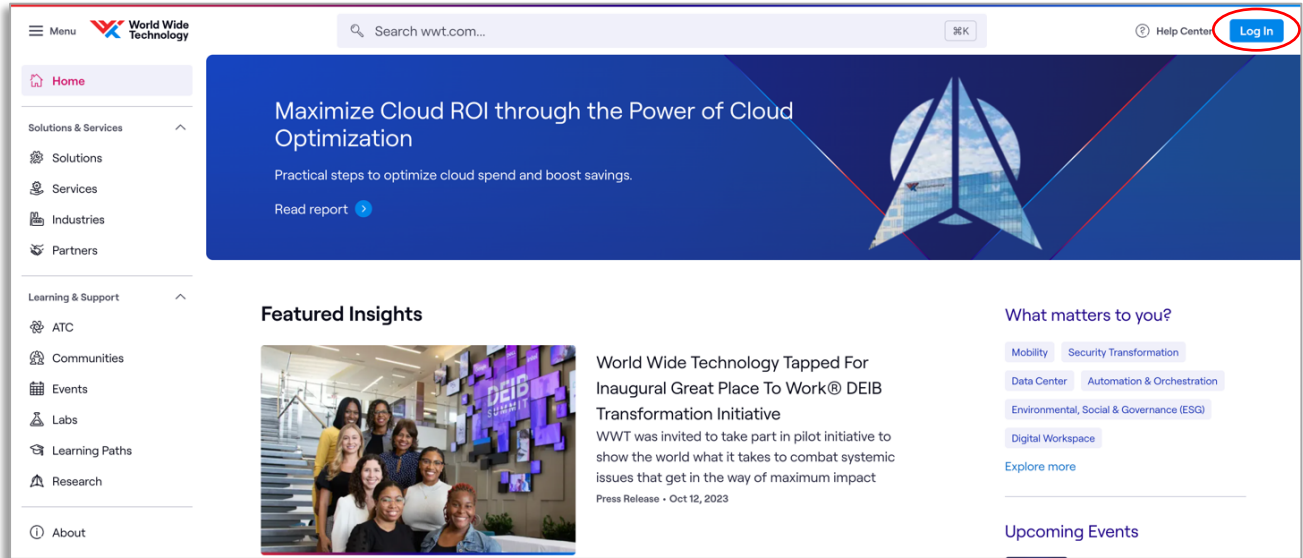 Menu
World Wide
Technology
Search wwt.com...
⌘K
Help Center
Log In
Home
Solutions & Services
Solutions
Services
Industries
Partners
Learning & Support
ATC
Communities
Events
Labs
Learning Paths
Research
About
Maximize Cloud ROI through the Power of Cloud
Optimization
Practical steps to optimize cloud spend and boost savings.
Read report
Featured Insights
DEIB
SUMMIT
DEIB
World Wide Technology Tapped For
Inaugural Great Place To Work® DEIB
Transformation Initiative
WWT was invited to take part in pilot initiative to
show the world what it takes to combat systemic
issues that get in the way of maximum impact
Press Release • Oct 12, 2023
What matters to you?
Mobility
Security Transformation
Data Center
Automation & Orchestration
Environmental, Social & Governance (ESG)
Digital Workspace
Explore more
Upcoming Events